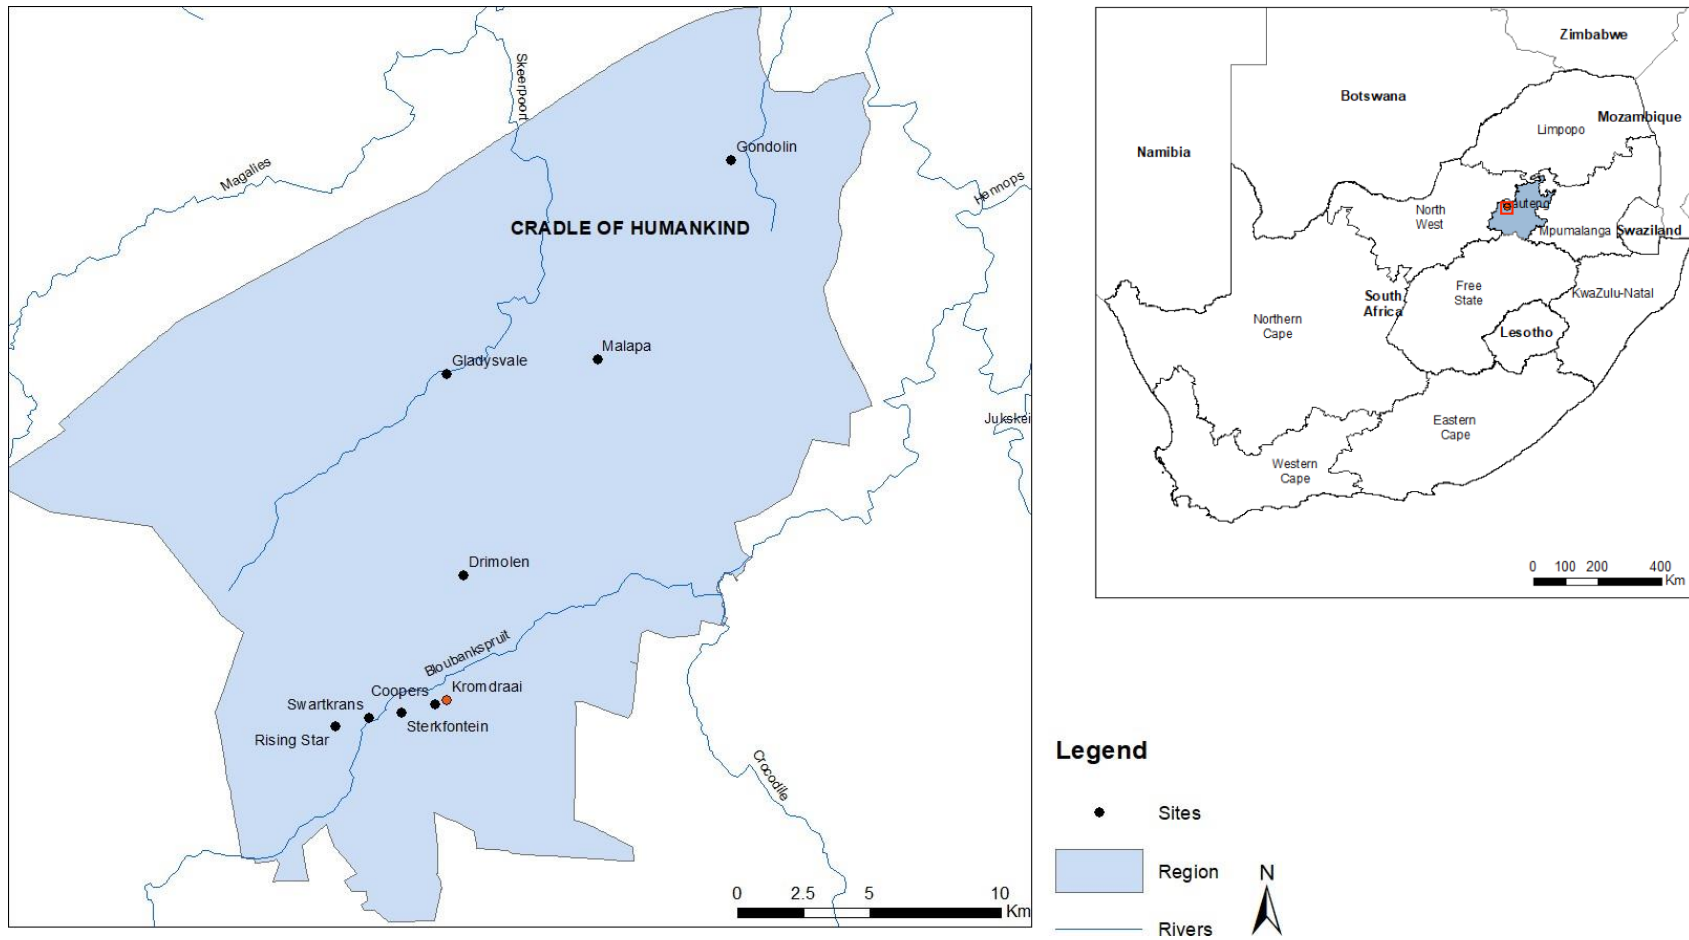 Skeerpoort
Magalies
Gondolin
Hennops
CRADLE OF HUMANKIND
Malapa
Gladysvale
Jukskei
Drimolen
Bloubankspruit
Coopers
Kromdraai
Swartkrans
Sterkfontein
Rising Star
Crocodile
0 2.5 5 10
Km
Zimbabwe
Botswana
Mozambique
Limpopo
Namibia
Gauteng
North
West
Mpumalanga
Swaziland
South
Africa
Free
State
KwaZulu-Natal
Northern
Cape
Lesotho
Eastern
Cape
Western
Cape
0 100 200 400
Km
Legend
Sites
Region
Rivers
N